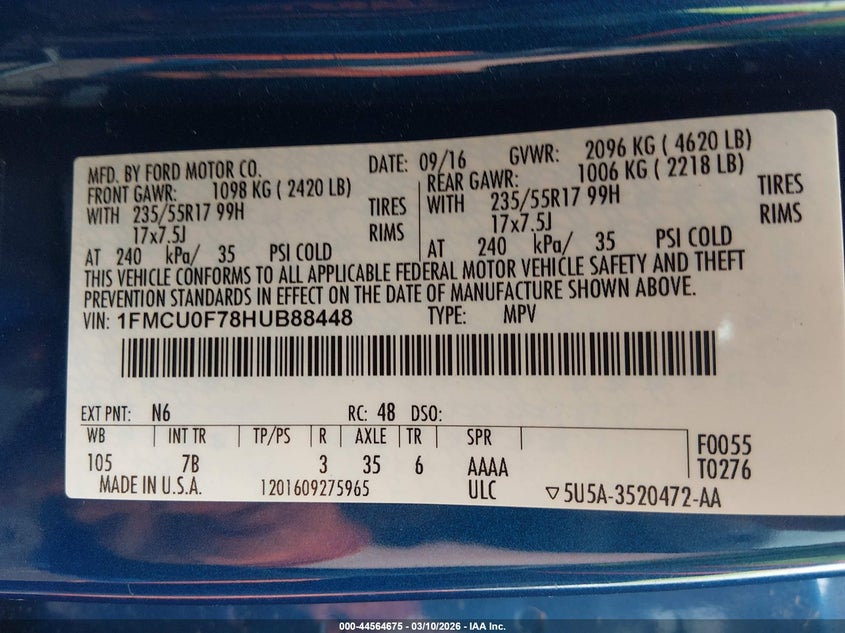 MFD. BY FORD MOTOR CO. DATE: 09/16 GVWR: 2096 KG ( 4620 LB)
FRONT GAWR: 1098 KG ( 2420 LB) REAR GAWR: 1006 KG ( 2218 LB)
WITH 235/55R17 99H TIRES WITH 235/55R17 99H TIRES
17x7.5J RIMS 17x7.5J RIMS
AT 240 kPa/ 35 PSI COLD AT 240 kPa/ 35 PSI COLD
THIS VEHICLE CONFORMS TO ALL APPLICABLE FEDERAL MOTOR VEHICLE SAFETY AND THEFT
PREVENTION STANDARDS IN EFFECT ON THE DATE OF MANUFACTURE SHOWN ABOVE.
VIN: 1FMCU0F78HUB88448 TYPE: MPV
EXT PNT: N6 RC: 48 DSO:
WB INT TR TP/PS R AXLE TR SPR F0055
105 7B 3 35 6 AAAA T0276
MADE IN U.S.A. 1201609275965 ULC ▽5U5A-3520472-AA
000-44564675 — 03/10/2026 — IAA Inc.